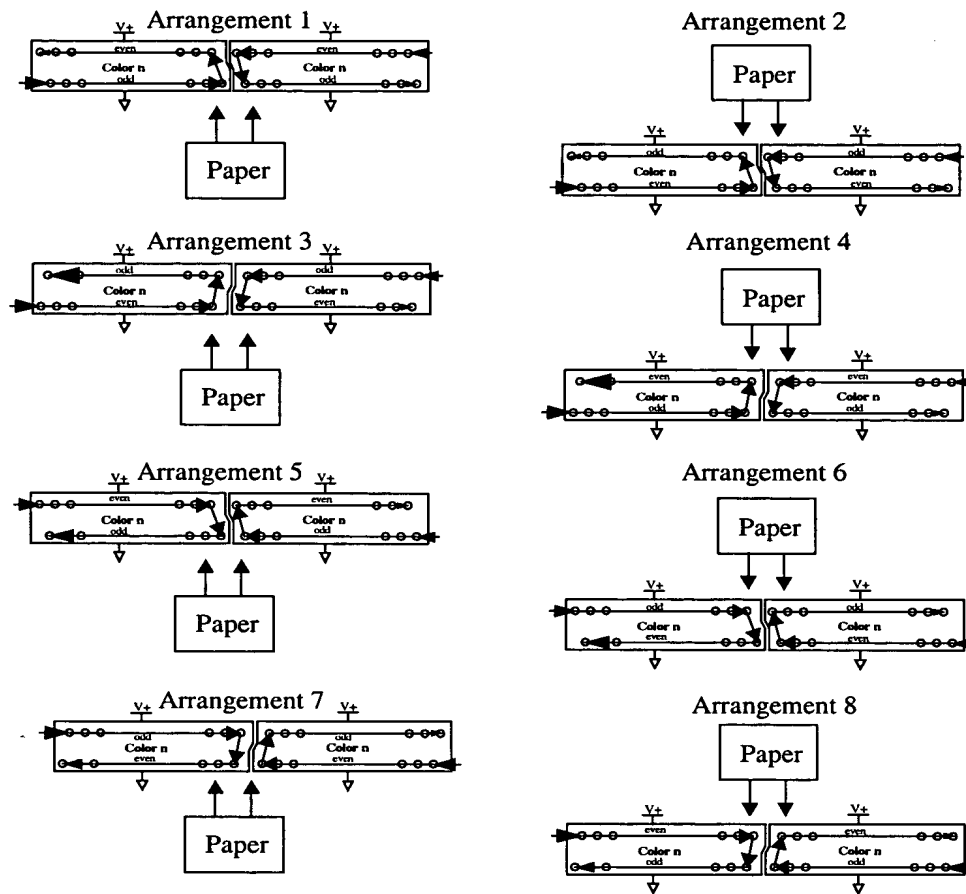 Arrangement 1
V+ V+
even even
Color n Color n
odd odd
Paper
Arrangement 2
Paper
V+ V+
odd odd
Color n Color n
even even
Arrangement 3
V+ V+
odd odd
Color n Color n
even even
Paper
Arrangement 4
Paper
V+ V+
even even
Color n Color n
odd odd
Arrangement 5
V+ V+
even even
Color n Color n
odd odd
Paper
Arrangement 6
Paper
V+ V+
odd odd
Color n Color n
even even
Arrangement 7
V+ V+
odd odd
Color n Color n
even even
Paper
Arrangement 8
Paper
V+ V+
even even
Color n Color n
odd odd